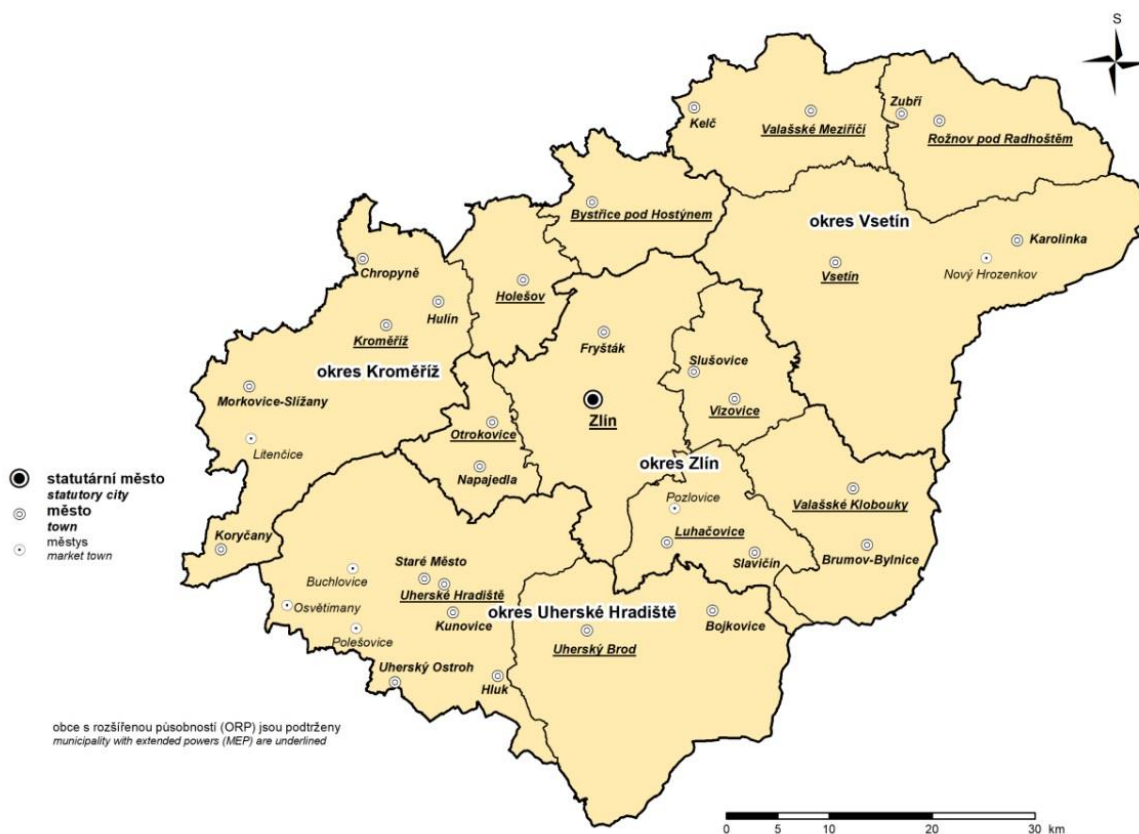 S
Zubří
Kelč
Valašské Meziříčí
Rožnov pod Radhoštěm
Bystřice pod Hostýnem
okres Vsetín
Karolinka
Chropyně
Vsetín
Nový Hrozenkov
Holešov
Hulín
Kroměříž
Fryšták
Slušovice
okres Kroměříž
Morkovice-Slížany
Vizovice
Zlín
Otrokovice
Litenčice
okres Zlín
Napajedla
statutární město
statutory city
město
town
městys
market town
Pozlovice
Valašské Klobouky
Koryčany
Luhačovice
Slavičín
Brumov-Bylnice
Staré Město
Buchlovice
Uherské Hradiště
Osvětimany
okres Uherské Hradiště
Kunovice
Bojkovice
Polešovice
Uherský Brod
Uherský Ostroh
Hluk
obce s rozšířenou působností (ORP) jsou podtrženy
municipality with extended powers (MEP) are underlined
0 5 10 20 30 km